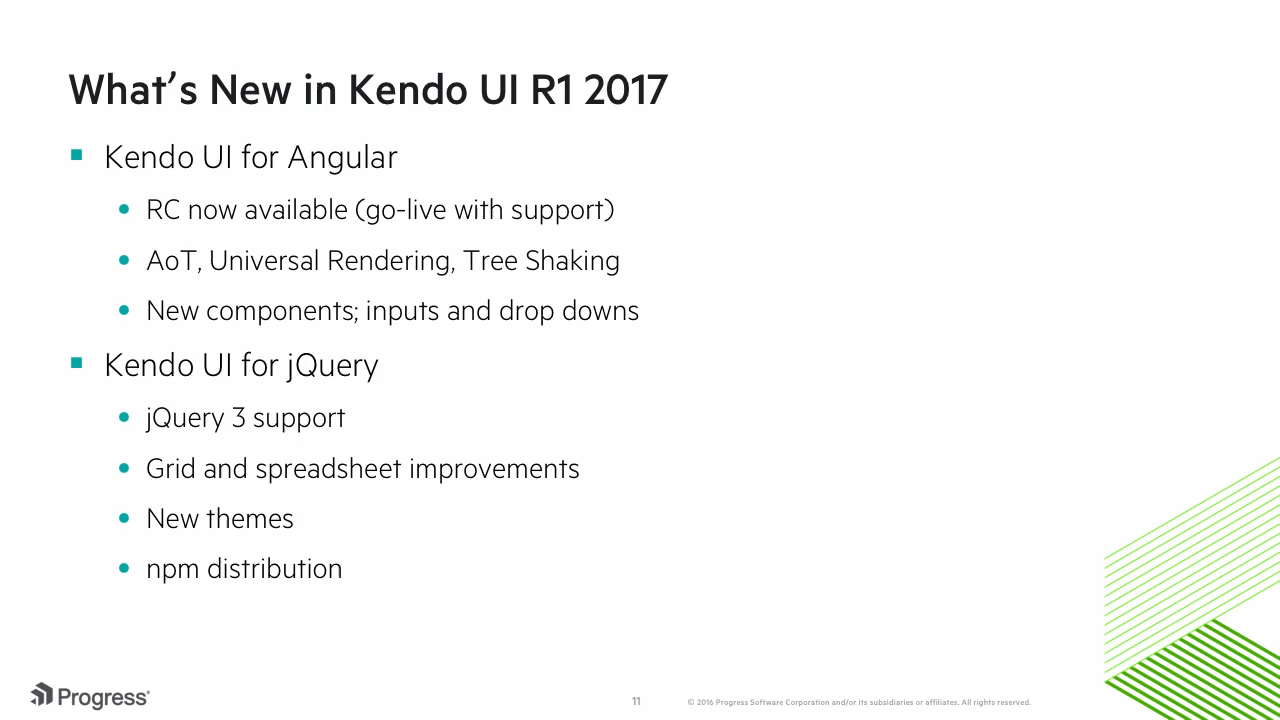 What's New in Kendo UI R1 2017
Kendo UI for Angular
RC now available (go-live with support)
AoT, Universal Rendering, Tree Shaking
New components; inputs and drop downs
Kendo UI for jQuery
jQuery 3 support
Grid and spreadsheet improvements
New themes
npm distribution
Progress
11
© 2016 Progress Software Corporation and/or its subsidiaries or affiliates. All rights reserved.